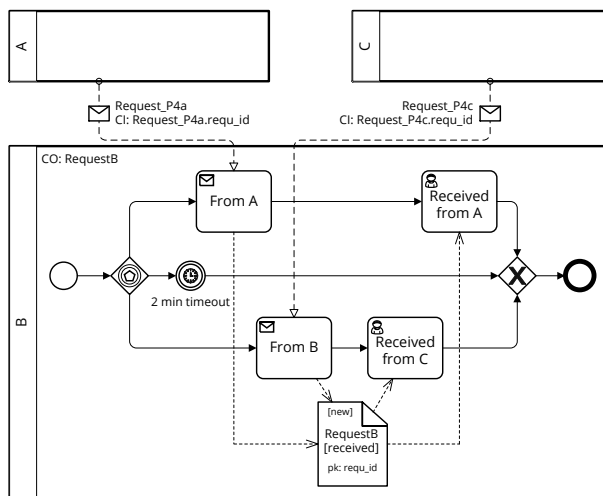 A
C
Request_P4a
CI: Request_P4a.requ_id
Request_P4c
CI: Request_P4c.requ_id
CO: RequestB
B
From A
Received
from A
2 min timeout
From B
Received
from C
[new]
RequestB
[received]
pk: requ_id